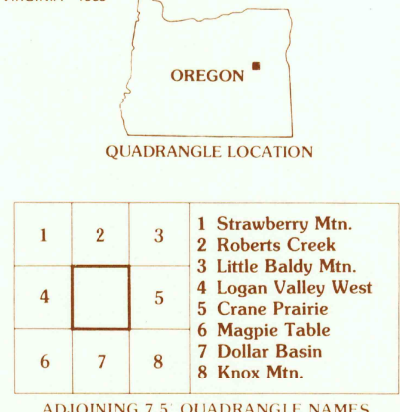 OREGON
QUADRANGLE LOCATION
1 2 3
4 5
6 7 8
1 Strawberry Mtn.
2 Roberts Creek
3 Little Baldy Mtn.
4 Logan Valley West
5 Crane Prairie
6 Magpie Table
7 Dollar Basin
8 Knox Mtn.
ADJOINING 7.5' QUADRANGLE NAMES